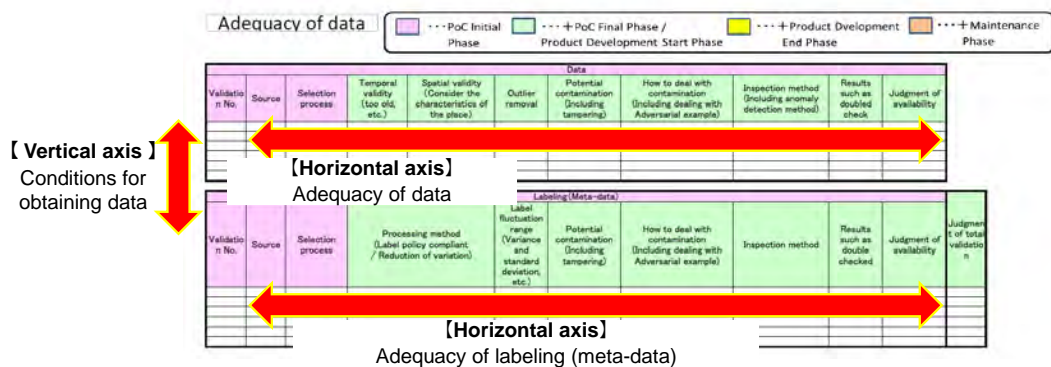 Adequacy of data
･･･PoC Initial
Phase
･･･＋PoC Final Phase /
Product Development Start Phase
･･･＋Product Dvelopment
End Phase
･･･＋Maintenance
Phase
Data
Validatio
n No.
Source
Selection
process
Temporal
validity
(too old,
etc.)
Spatial validity
(Consider the
characteristics of
the place)
Outlier
removal
Potential
contamination
(Including
tampering)
How to deal with
contamination
(Including dealing with
Adversarial example)
Inspection method
(Including anomaly
detection method)
Results
such as
doubled
check
Judgment of
availability
【 Vertical axis 】
Conditions for
obtaining data
【Horizontal axis】
Adequacy of data
Labeling(Meta-data)
Validatio
n No.
Source
Selection
process
Processing method
(Label policy compliant
/ Reduction of variation)
Label
fluctuation
range
(Variance
and
standard
deviation,
etc.)
Potential
contamination
(Including
tampering)
How to deal with
contamination
(Including dealing with
Adversarial example)
Inspection method
Results
such as
double
checked
Judgment of
availability
Judgmen
t of total
validatio
n
【Horizontal axis】
Adequacy of labeling (meta-data)